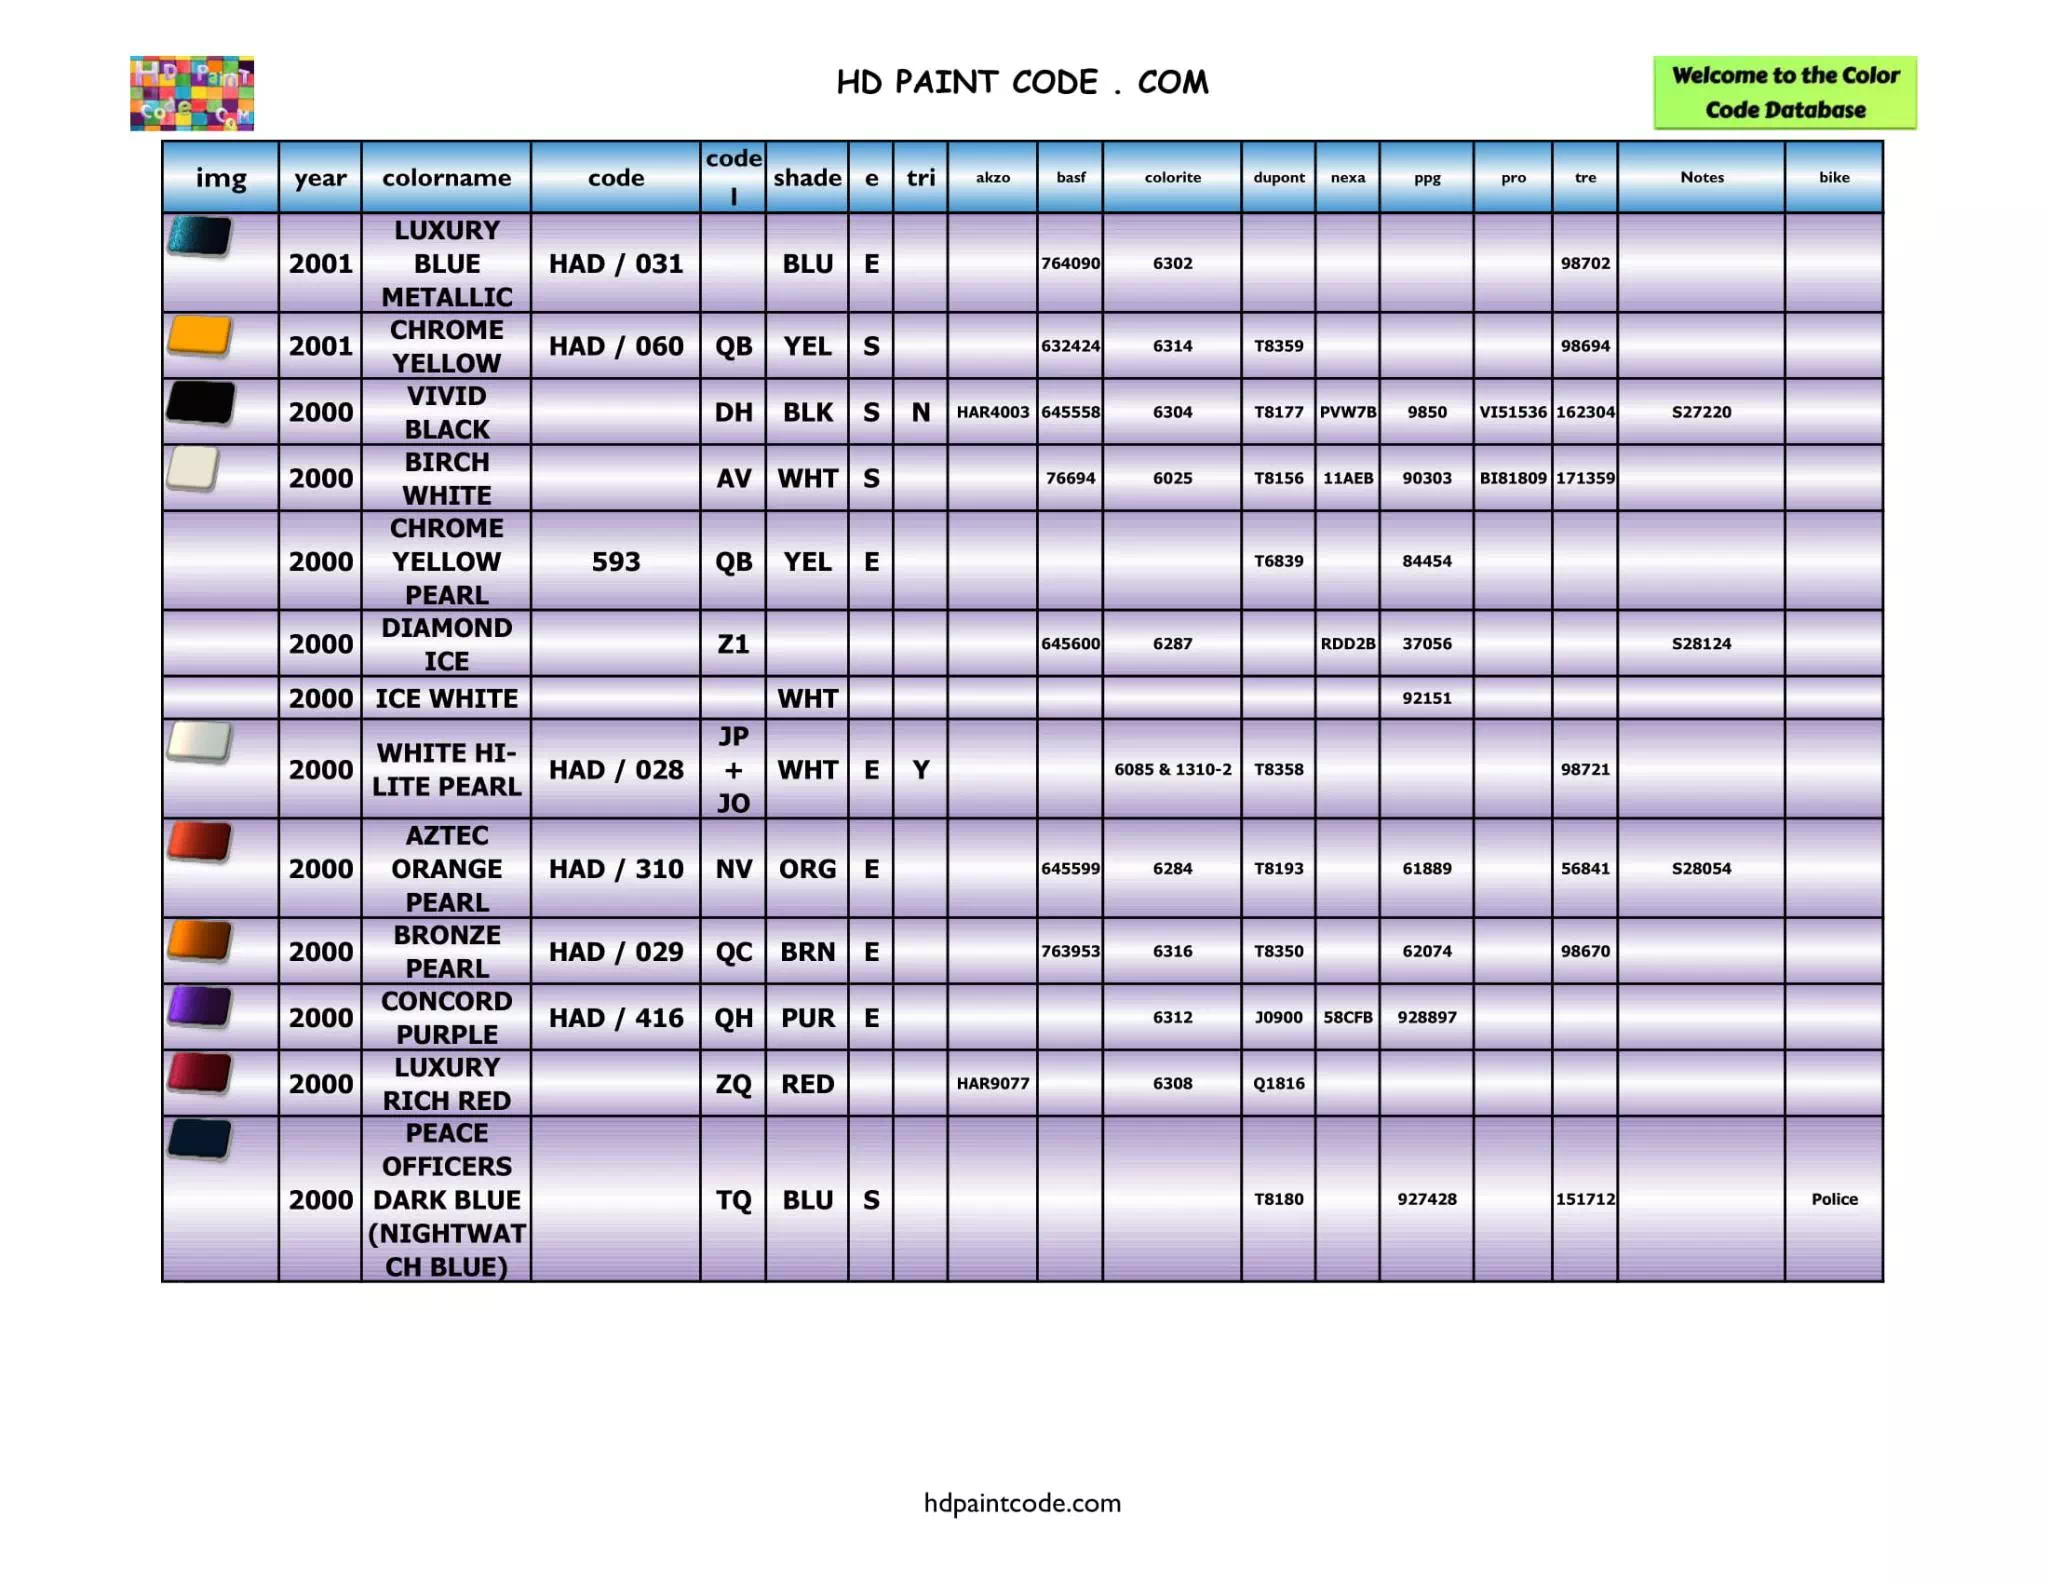 HD PainT
Code
CoM
HD PAINT CODE . COM
Welcome to the Color
Code Database
img year colorname code code l shade e tri akzo basf colorite dupont nexa ppg pro tre Notes bike
2001 LUXURY BLUE METALLIC HAD / 031 BLU E 764090 6302 98702
2001 CHROME YELLOW HAD / 060 QB YEL S 632424 6314 T8359 98694
2000 VIVID BLACK DH BLK S N HAR4003 645558 6304 T8177 PVW7B 9850 VI51536 162304 S27220
2000 BIRCH WHITE AV WHT S 76694 6025 T8156 11AEB 90303 BI81809 171359
2000 CHROME YELLOW PEARL 593 QB YEL E T6839 84454
2000 DIAMOND ICE Z1 645600 6287 RDD2B 37056 S28124
2000 ICE WHITE WHT 92151
2000 WHITE HI-LITE PEARL HAD / 028 JP + JO WHT E Y 6085 & 1310-2 T8358 98721
2000 AZTEC ORANGE PEARL HAD / 310 NV ORG E 645599 6284 T8193 61889 56841 S28054
2000 BRONZE PEARL HAD / 029 QC BRN E 763953 6316 T8350 62074 98670
2000 CONCORD PURPLE HAD / 416 QH PUR E 6312 J0900 58CFB 928897
2000 LUXURY RICH RED ZQ RED HAR9077 6308 Q1816
2000 PEACE OFFICERS DARK BLUE (NIGHTWATCH BLUE) TQ BLU S T8180 927428 151712 Police
hdpaintcode.com